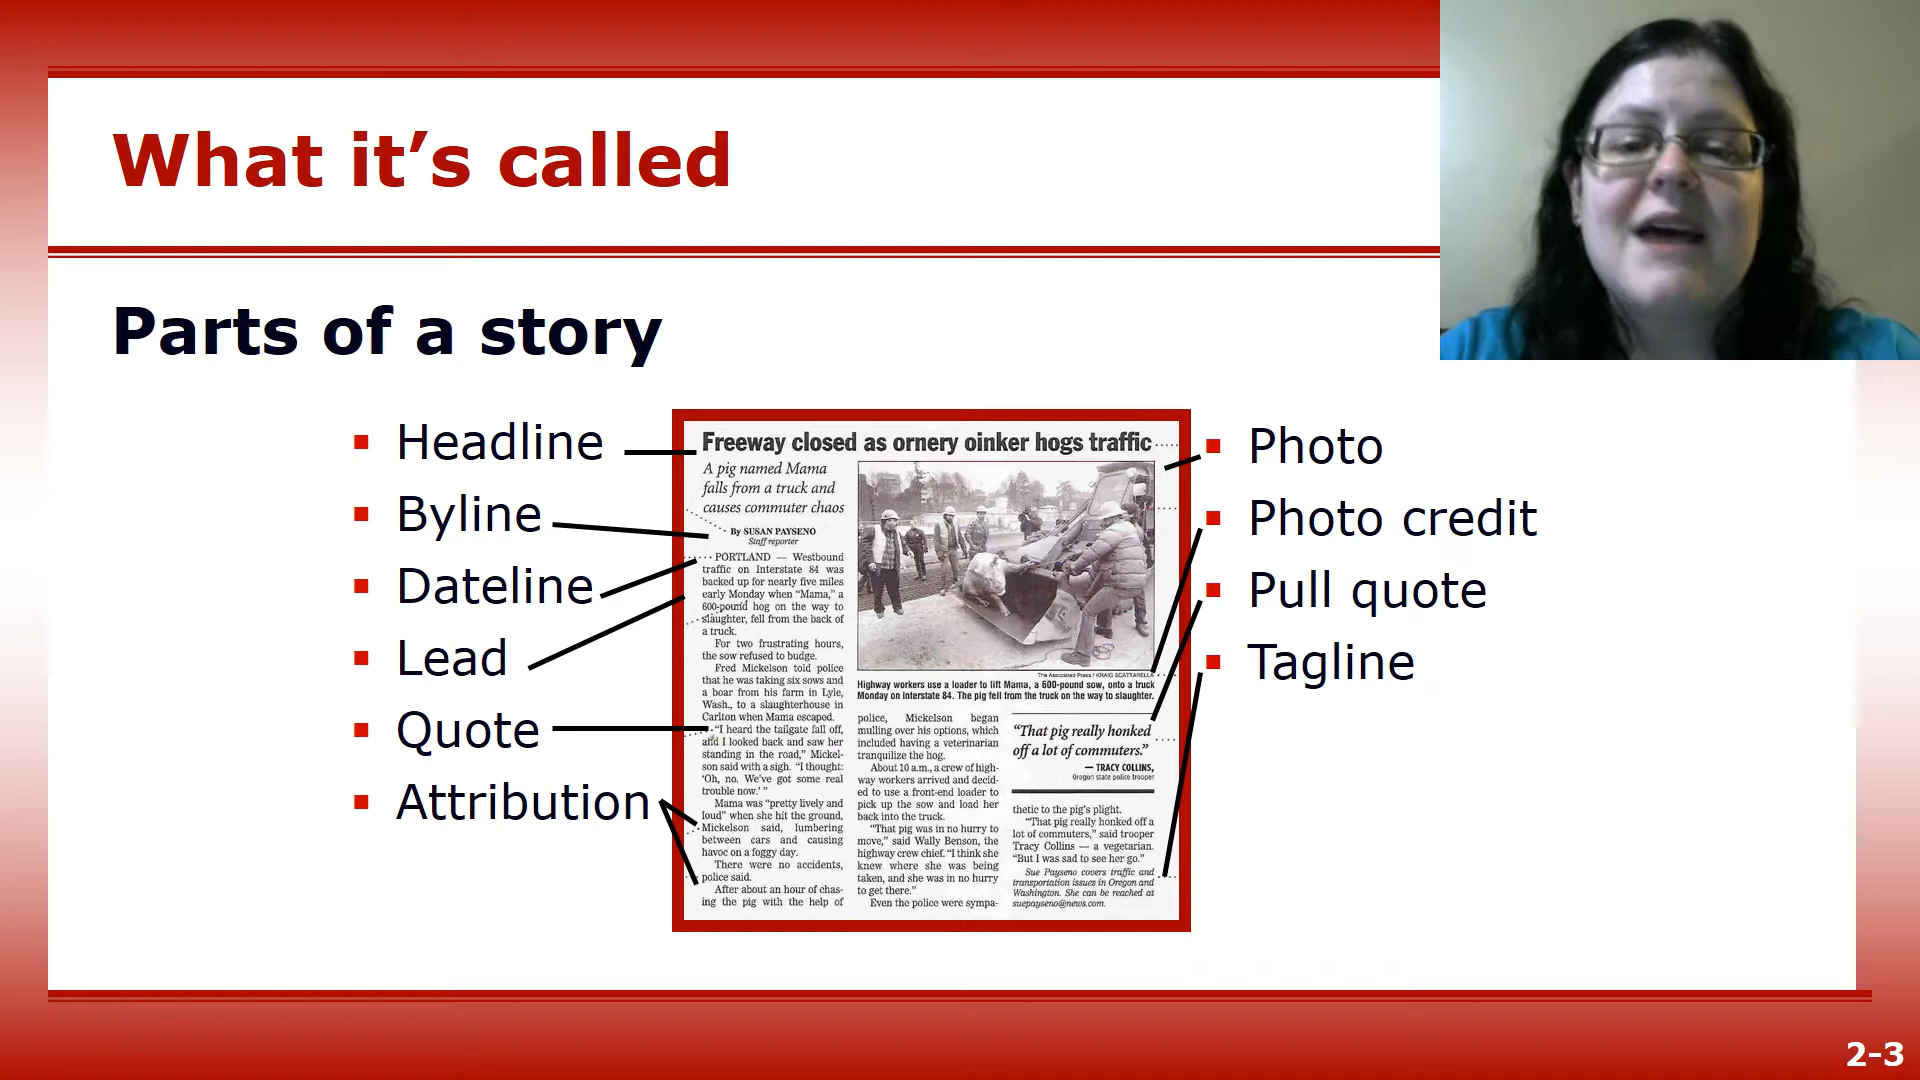 What it’s called
Parts of a story
▪ Headline
▪ Byline
▪ Dateline
▪ Lead
▪ Quote
▪ Attribution
Freeway closed as ornery oinker hogs traffic
A pig named Mama
falls from a truck and
causes commuter chaos
By SUSAN PAYSENO
Staff reporter
PORTLAND — Westbound
traffic on Interstate 84 was
backed up for nearly five miles
early Monday when “Mama,” a
600-pound hog on the way to
slaughter, fell from the back of
a truck.
For two frustrating hours,
the sow refused to budge.
Fred Mickelson told police
that he was taking six sows and
a boar from his farm in Lyle,
Wash., to a slaughterhouse in
Carlton when Mama escaped.
“I heard the tailgate fall off,
and I looked back and saw her
standing in the road,” Mickel-
son said with a sigh. “I thought:
‘Oh, no. We’ve got some real
trouble now.’ ”
Mama was “pretty lively and
loud” when she hit the ground,
Mickelson said, lumbering
between cars and causing
havoc on a foggy day.
There were no accidents,
police said.
After about an hour of chas-
ing the pig with the help of
The Associated Press / KRAIG SCATTARELLA
Highway workers use a loader to lift Mama, a 600-pound sow, onto a truck
Monday on Interstate 84. The pig fell from the truck on the way to slaughter.
police, Mickelson began
mulling over his options, which
included having a veterinarian
tranquilize the hog.
About 10 a.m., a crew of high-
way workers arrived and decid-
ed to use a front-end loader to
pick up the sow and load her
back into the truck.
“That pig was in no hurry to
move,” said Wally Benson, the
highway crew chief. “I think she
knew where she was being
taken, and she was in no hurry
to get there.”
Even the police were sympa-
“That pig really honked
off a lot of commuters.”
— TRACY COLLINS,
Oregon state police trooper
thetic to the pig’s plight.
“That pig really honked off a
lot of commuters,” said trooper
Tracy Collins — a vegetarian.
“But I was sad to see her go.”
Sue Payseno covers traffic and
transportation issues in Oregon and
Washington. She can be reached at
suepayseno@news.com.
▪ Photo
▪ Photo credit
▪ Pull quote
▪ Tagline
2-3